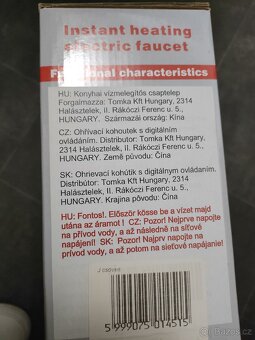 Instant heating
electric faucet
Functional characteristics
HU: Konyhai vízmelegítős csaptelep
Forgalmazza: Tomka Kft Hungary, 2314
Halásztelek, II. Rákóczi Ferenc u. 5.,
HUNGARY. Származái ország: Kína
CZ: Ohřívací kohoutek s digitálním
ovládáním. Distributor: Tomka Kft Hungary,
2314 Halásztelek, II. Rákóczi Ferenc u. 5.,
HUNGARY. Země původu: Čína
SK: Ohrievací kohútik s digitálnym ovládaním.
Distribútor: Tomka Kft Hungary, 2314
Halásztelek, II. Rákóczi Ferenc u. 5.,
HUNGARY. Krajina pôvodu: Čína
HU: Fontos!. Először kösse be a vizet majd
utána az áramot ! CZ: Pozor! Nejprve napojte
na přívod vody, a až následně na síťové
napájení! SK: Pozor! Najprv napojte na
prívod vody, a až potom na sieťové napájanie!
5 999075 014515
bazos.cz